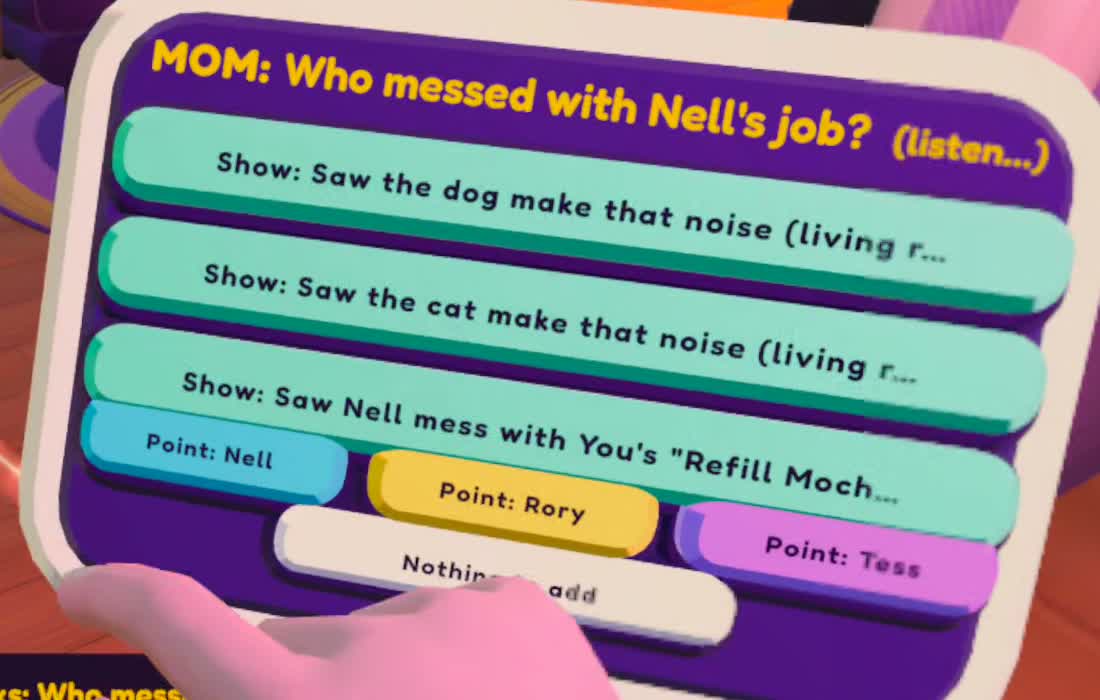 MOM: Who messed with Nell's job? (listen...)
Show: Saw the dog make that noise (living r...
Show: Saw the cat make that noise (living r...
Show: Saw Nell mess with You's "Refill Moch...
Point: Nell
Point: Rory
Point: Tess
add
Who mess